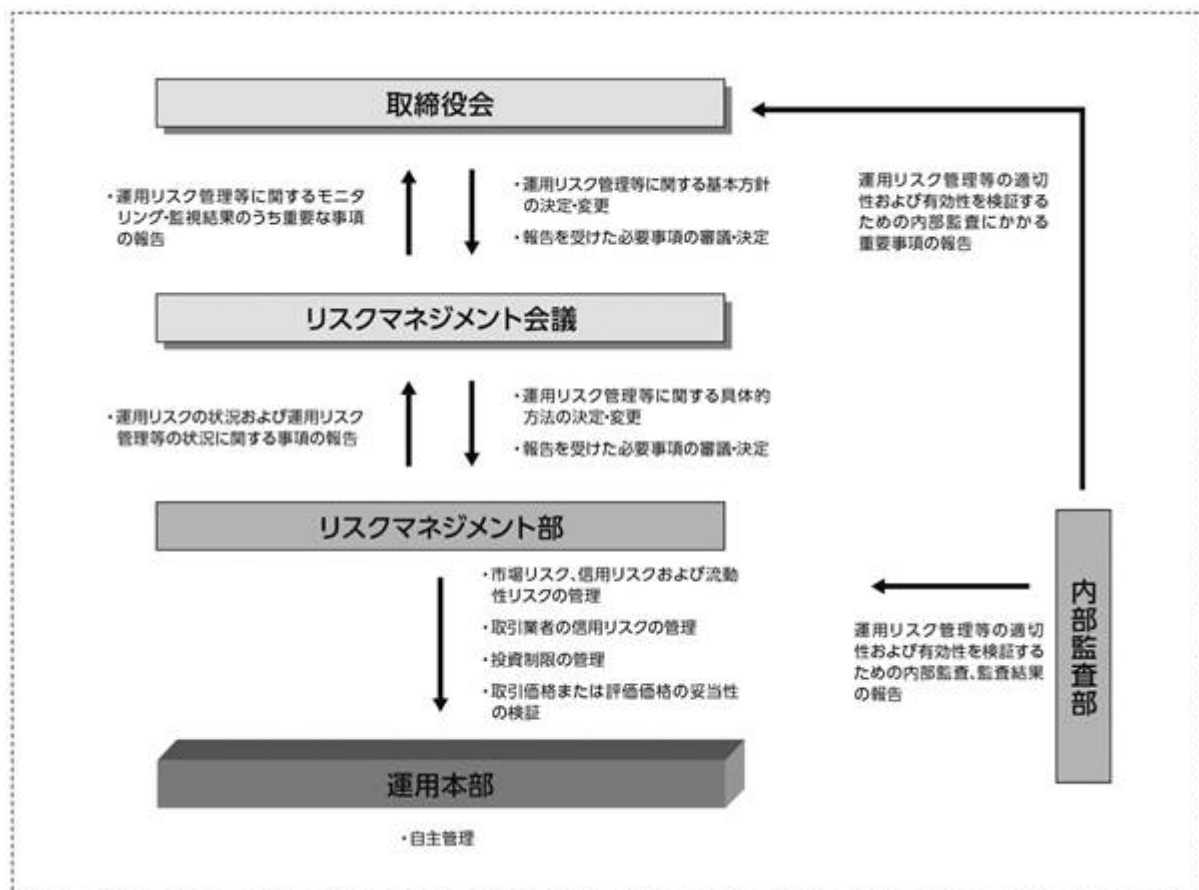 取締役会
・運用リスク管理等に関するモニタ
リング・監視結果のうち重要な事項
の報告
・運用リスク管理等に関する基本方針
の決定・変更
・報告を受けた必要事項の審議・決定
運用リスク管理等の適切
性および有効性を検証する
ための内部監査にかかる
重要事項の報告
リスクマネジメント会議
・運用リスクの状況および運用リスク
管理等の状況に関する事項の報告
・運用リスク管理等に関する具体的
方法の決定・変更
・報告を受けた必要事項の審議・決定
リスクマネジメント部
・市場リスク、信用リスクおよび流動
性リスクの管理
・取引業者の信用リスクの管理
・投資制限の管理
・取引価格または評価価格の妥当性
の検証
運用リスク管理等の適切
性および有効性を検証する
ための内部監査、監査結果
の報告
内部監査部
運用本部
・自主管理